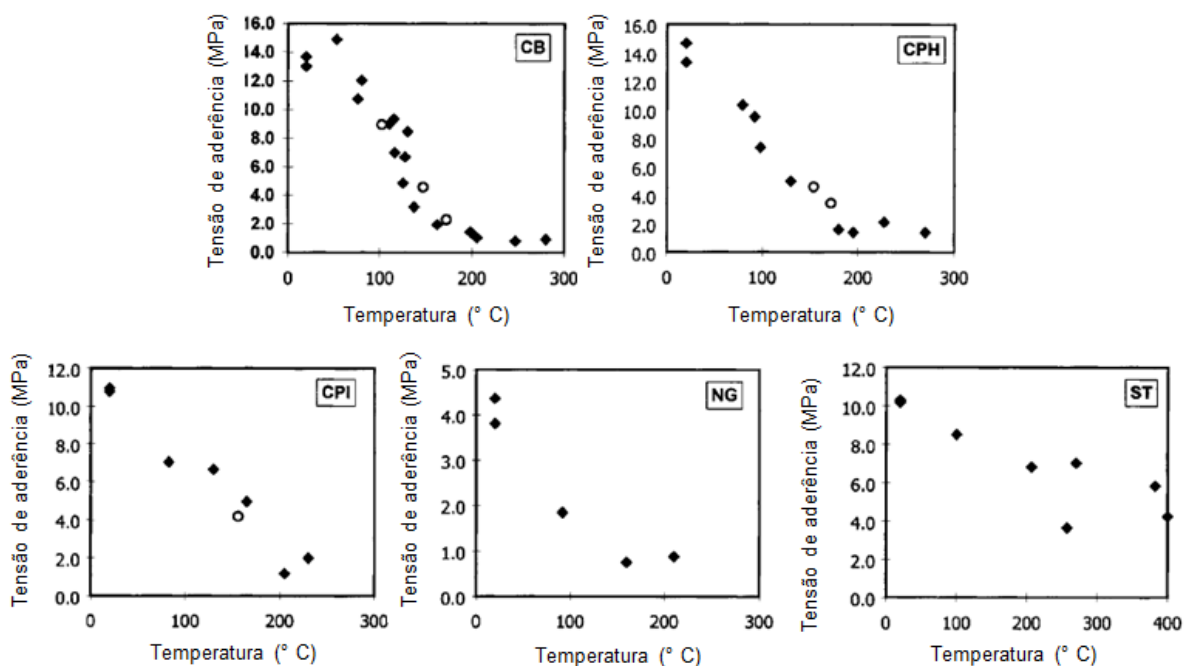 Tensão de aderência (MPa)
16.0
14.0
12.0
10.0
8.0
6.0
4.0
2.0
0.0
CB
0 100 200 300
Temperatura (° C)
Tensão de aderência (MPa)
16.0
14.0
12.0
10.0
8.0
6.0
4.0
2.0
0.0
CPH
0 100 200 300
Temperatura (° C)
Tensão de aderência (MPa)
12.0
10.0
8.0
6.0
4.0
2.0
0.0
CPI
0 100 200 300
Temperatura (° C)
Tensão de aderência (MPa)
5.0
4.0
3.0
2.0
1.0
0.0
NG
0 100 200 300
Temperatura (° C)
Tensão de aderência (MPa)
12.0
10.0
8.0
6.0
4.0
2.0
0.0
ST
0 100 200 300 400
Temperatura (° C)